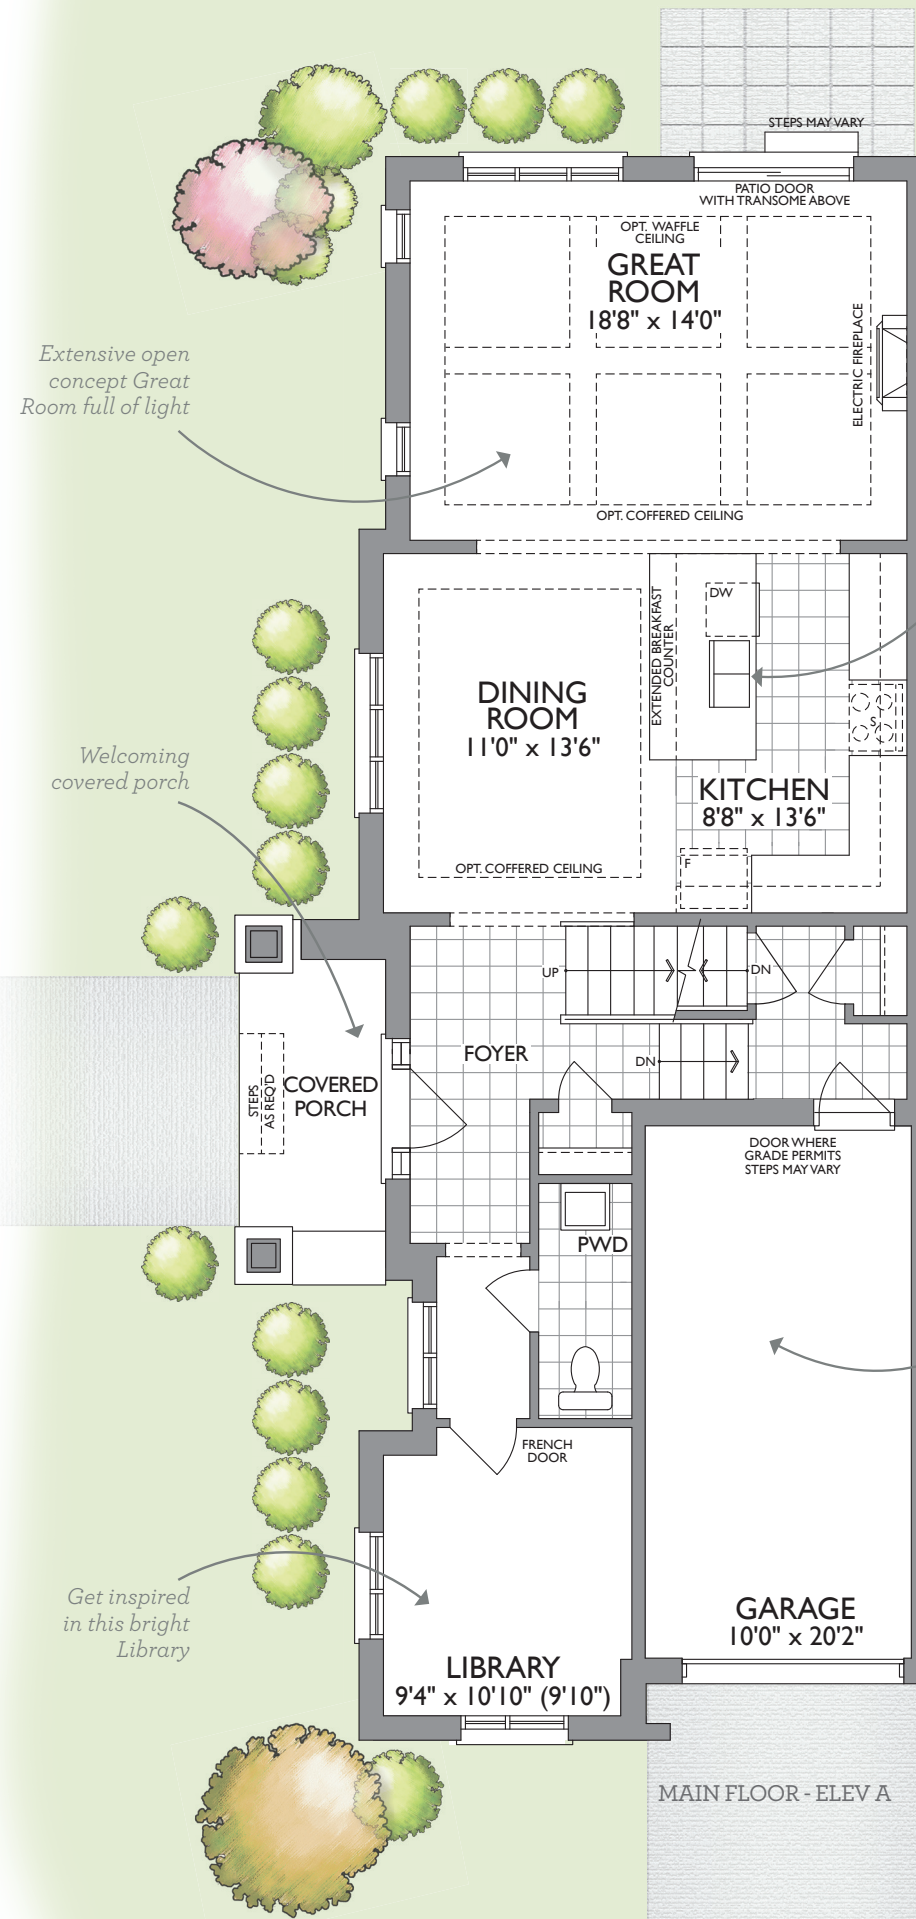 STEPS MAY VARY
PATIO DOOR
WITH TRANSOME ABOVE
OPT. WAFFLE
CEILING
GREAT
ROOM
18'8" x 14'0"
ELECTRIC FIREPLACE
Extensive open
concept Great
Room full of light
OPT. COFFERED CEILING
DW
EXTENDED BREAKFAST
COUNTER
DINING
ROOM
11'0" x 13'6"
S
Welcoming
covered porch
KITCHEN
8'8" x 13'6"
F
OPT. COFFERED CEILING
UP
DN
FOYER
DN
STEPS
AS REQ'D
COVERED
PORCH
DOOR WHERE
GRADE PERMITS
STEPS MAY VARY
PWD
FRENCH
DOOR
Get inspired
in this bright
Library
GARAGE
10'0" x 20'2"
LIBRARY
9'4" x 10'10" (9'10")
MAIN FLOOR - ELEV A